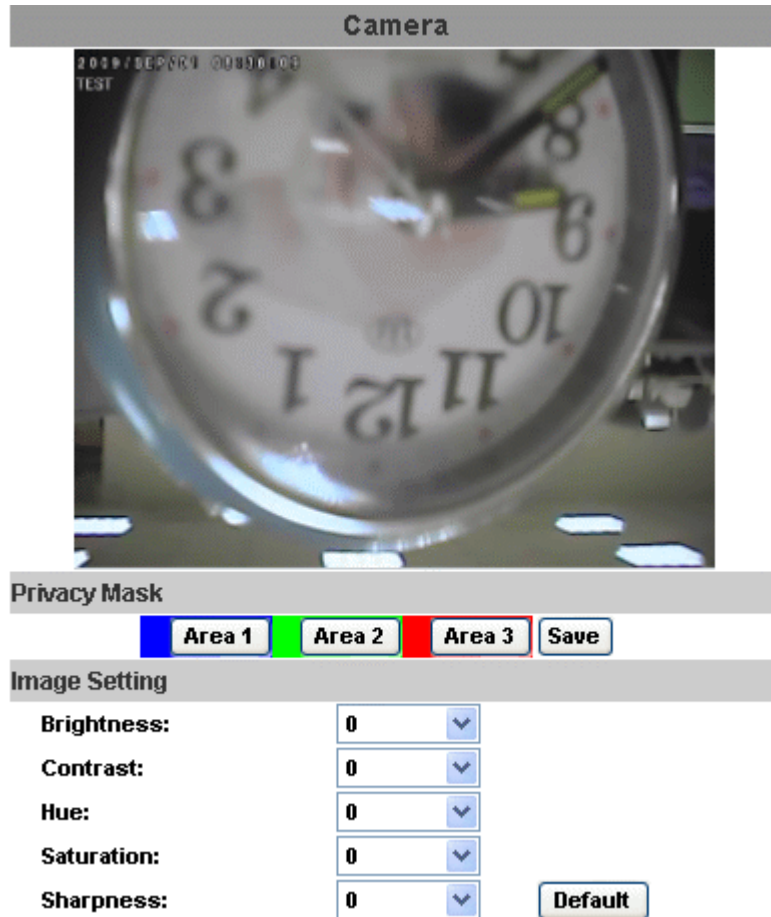 Camera
TEST
4
3
8
9
2
10
1
12
11
Privacy Mask
Area 1 Area 2 Area 3 Save
Image Setting
Brightness: 0
Contrast: 0
Hue: 0
Saturation: 0
Sharpness: 0 Default